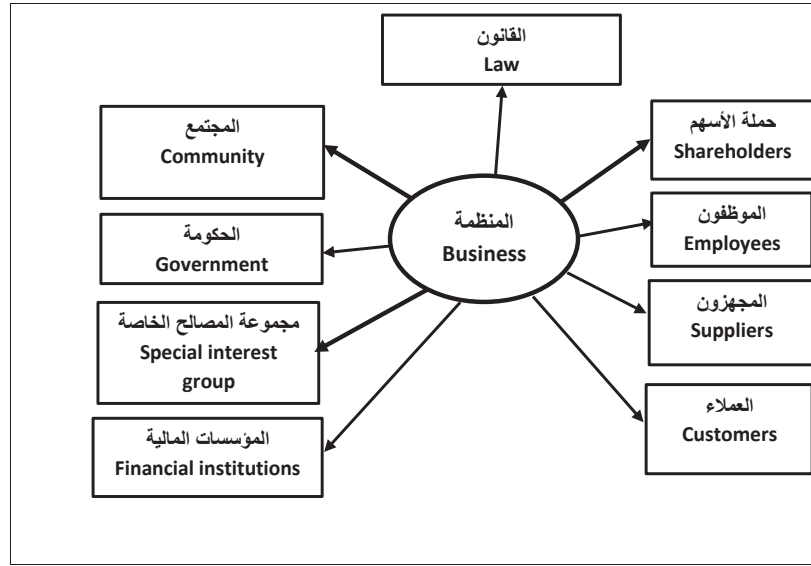 القانون
Law
المجتمع
Community
حملة الأسهم
Shareholders
المنظمة
Business
الحكومة
Government
الموظفون
Employees
مجموعة المصالح الخاصة
Special interest
group
المجهزون
Suppliers
المؤسسات المالية
Financial institutions
العملاء
Customers